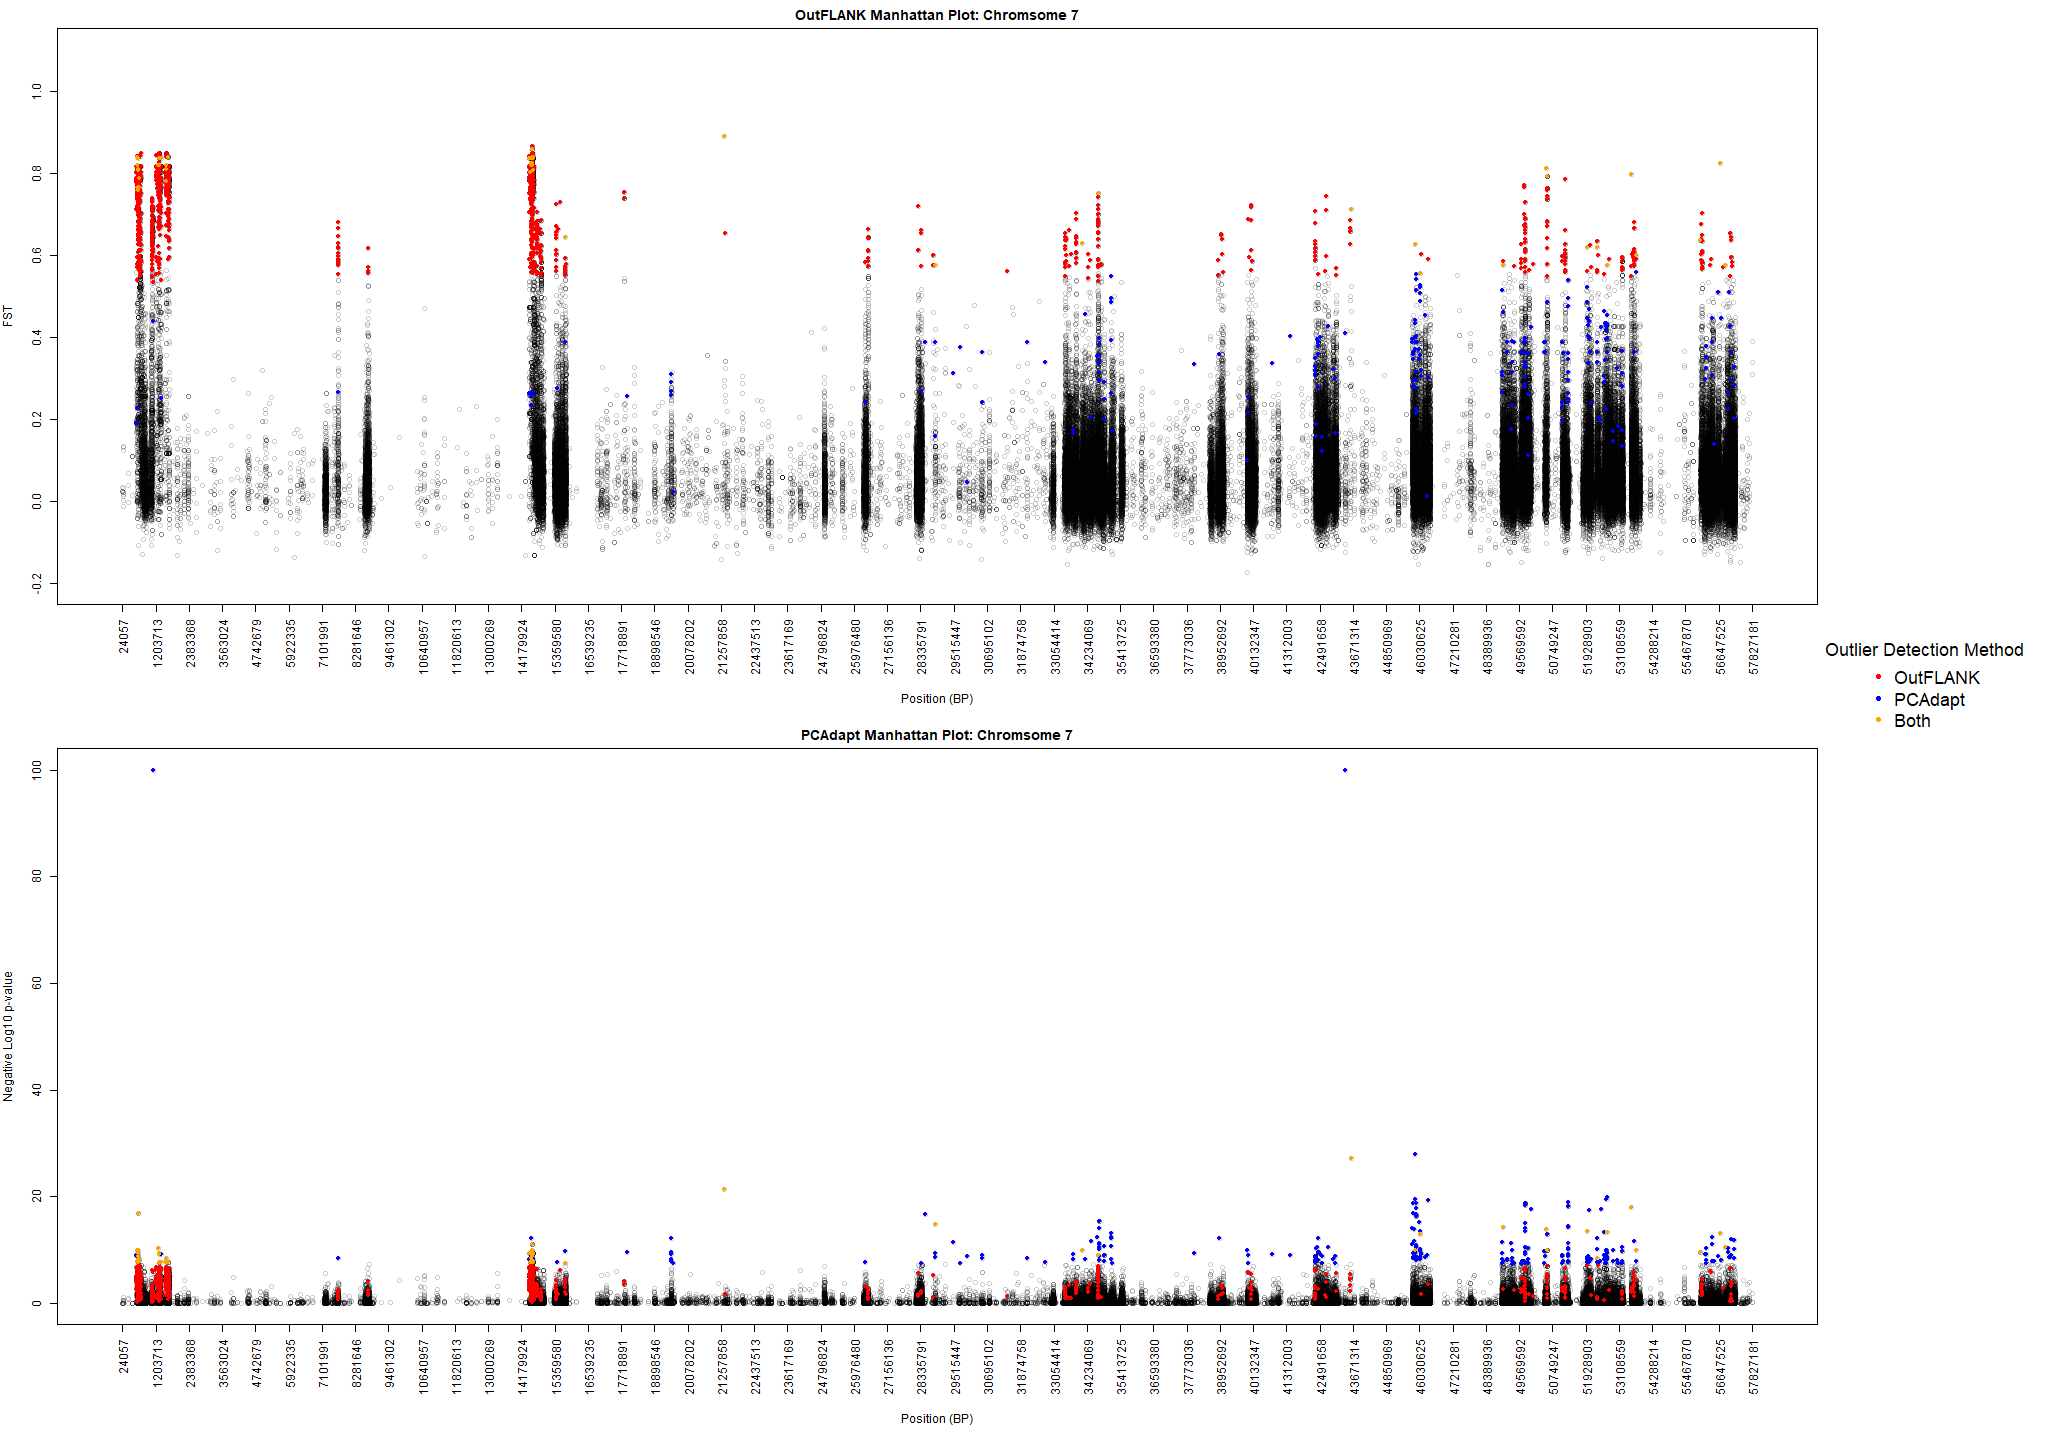 OutFLANK Manhattan Plot: Chromsome 7
FST
1.0
0.8
0.6
0.4
0.2
0.0
-0.2
24057 1203713 2383368 3563024 4742679 5922335 7101991 8281646 9461302 10640957 11820613 13000269 14179924 15359580 16539235 17718891 18898546 20078202 21257858 22437513 23617169 24796824 25976480 27156136 28335791 29515447 30695102 31874758 33054414 34234069 35413725 36593380 37773036 38952692 40132347 41312003 42491658 43671314 44850969 46030625 47210281 48389936 49569592 50749247 51928903 53108559 54288214 55467870 56647525 57827181
Position (BP)
Outlier Detection Method
OutFLANK
PCAdapt
Both
PCAdapt Manhattan Plot: Chromsome 7
Negative Log10 p-value
100
80
60
40
20
0
24057 1203713 2383368 3563024 4742679 5922335 7101991 8281646 9461302 10640957 11820613 13000269 14179924 15359580 16539235 17718891 18898546 20078202 21257858 22437513 23617169 24796824 25976480 27156136 28335791 29515447 30695102 31874758 33054414 34234069 35413725 36593380 37773036 38952692 40132347 41312003 42491658 43671314 44850969 46030625 47210281 48389936 49569592 50749247 51928903 53108559 54288214 55467870 56647525 57827181
Position (BP)